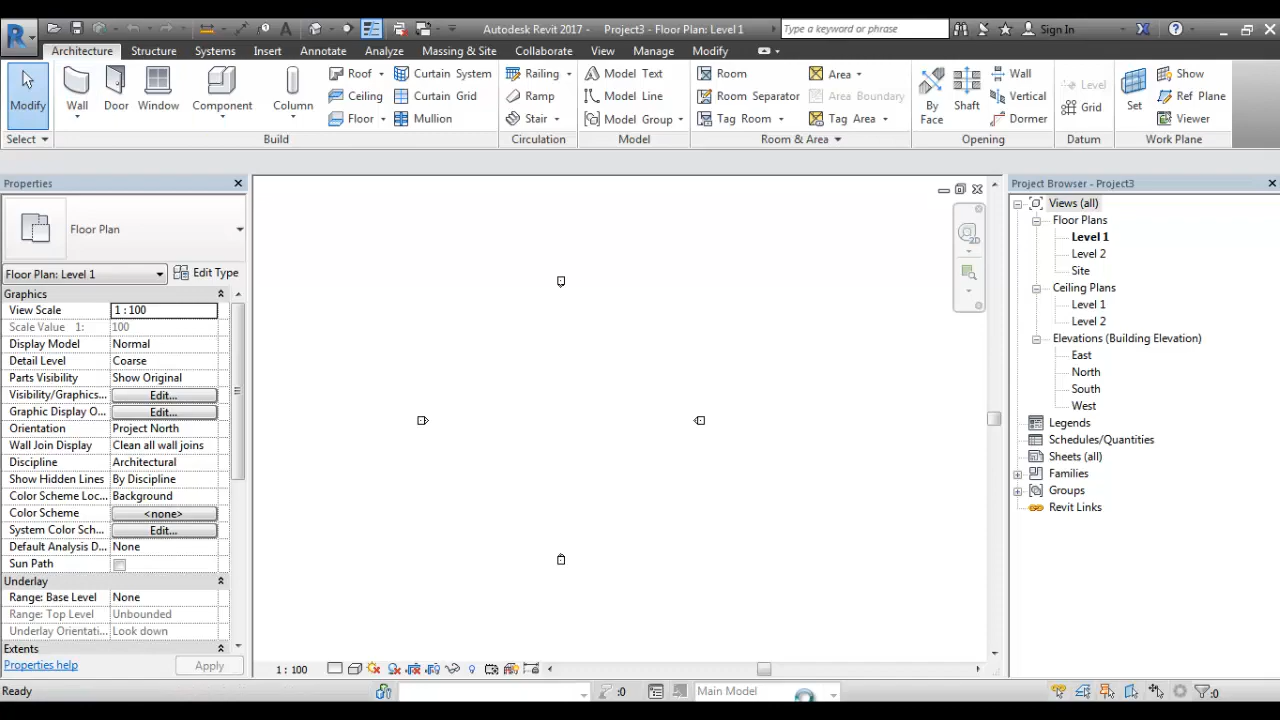 Autodesk Revit 2017 - Project3 - Floor Plan: Level 1
Type a keyword or phrase
Sign In
Architecture Structure Systems Insert Annotate Analyze Massing & Site Collaborate View Manage Modify
Modify
Wall
Door
Window
Component
Column
Roof
Ceiling
Floor
Curtain System
Curtain Grid
Mullion
Railing
Ramp
Stair
Model Text
Model Line
Model Group
Room
Room Separator
Tag Room
Area
Area Boundary
Tag Area
By
Face
Shaft
Wall
Vertical
Dormer
Level
Grid
Set
Show
Ref Plane
Viewer
Select Build Circulation Model Room & Area Opening Datum Work Plane
Properties
Floor Plan
Floor Plan: Level 1 Edit Type
Graphics
View Scale 1 : 100
Scale Value 1: 100
Display Model Normal
Detail Level Coarse
Parts Visibility Show Original
Visibility/Graphics... Edit...
Graphic Display O... Edit...
Orientation Project North
Wall Join Display Clean all wall joins
Discipline Architectural
Show Hidden Lines By Discipline
Color Scheme Loc... Background
Color Scheme <none>
System Color Sch... Edit...
Default Analysis D... None
Sun Path
Underlay
Range: Base Level None
Range: Top Level Unbounded
Underlay Orientati... Look down
Extents
Properties help Apply
2D
1 : 100
Project Browser - Project3
Views (all)
Floor Plans
Level 1
Level 2
Site
Ceiling Plans
Level 1
Level 2
Elevations (Building Elevation)
East
North
South
West
Legends
Schedules/Quantities
Sheets (all)
Families
Groups
Revit Links
Ready
:0
Main Model
:0